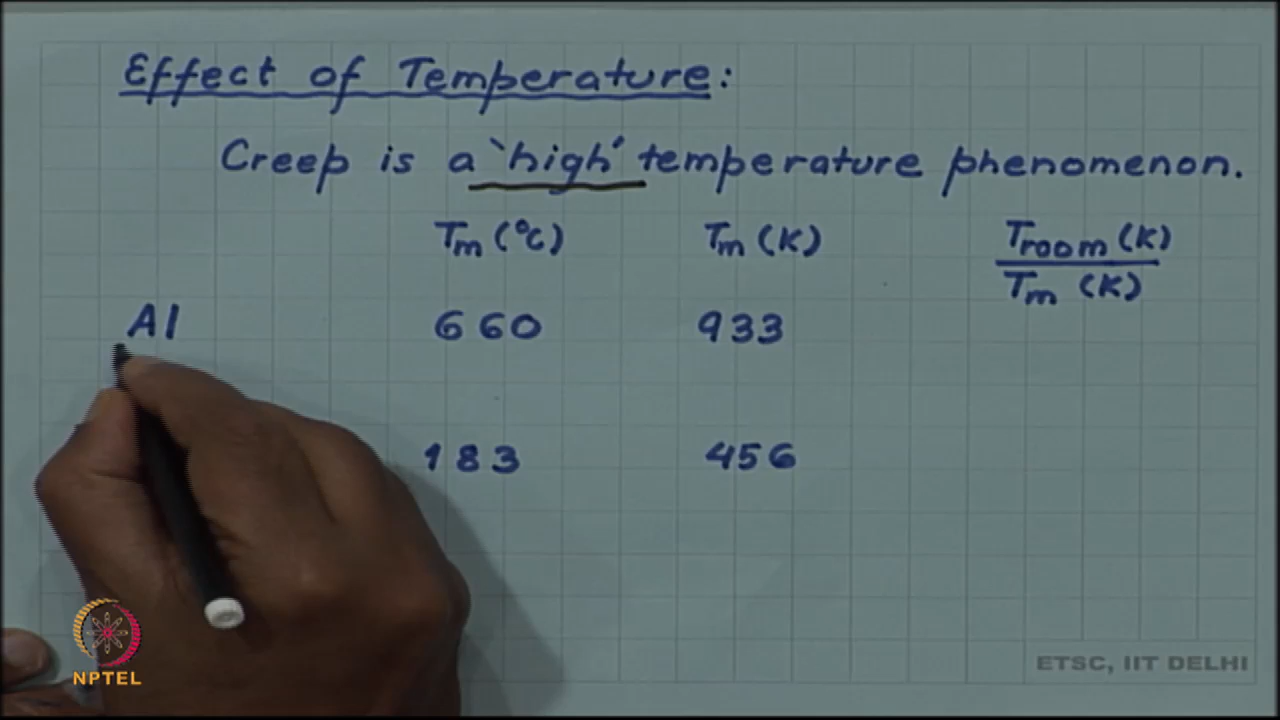 Effect of Temperature:
Creep is a 'high' temperature phenomenon.
Tm (°C) Tm (K) Troom (K)
Tm (K)
Al 660 933
183 456
NPTEL
ETSC, IIT DELHI